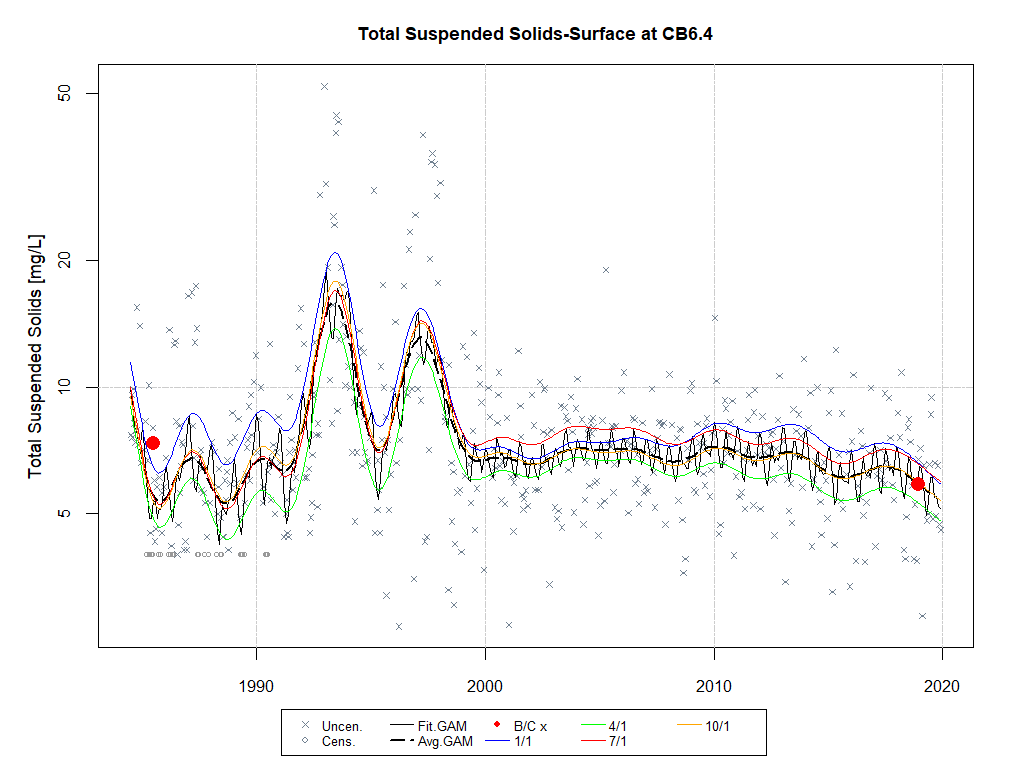 Total Suspended Solids-Surface at CB6.4
Total Suspended Solids [mg/L]
50
20
10
5
1990 2000 2010 2020
Uncen. Fit.GAM B/C x 4/1 10/1
Cens. Avg.GAM 1/1 7/1